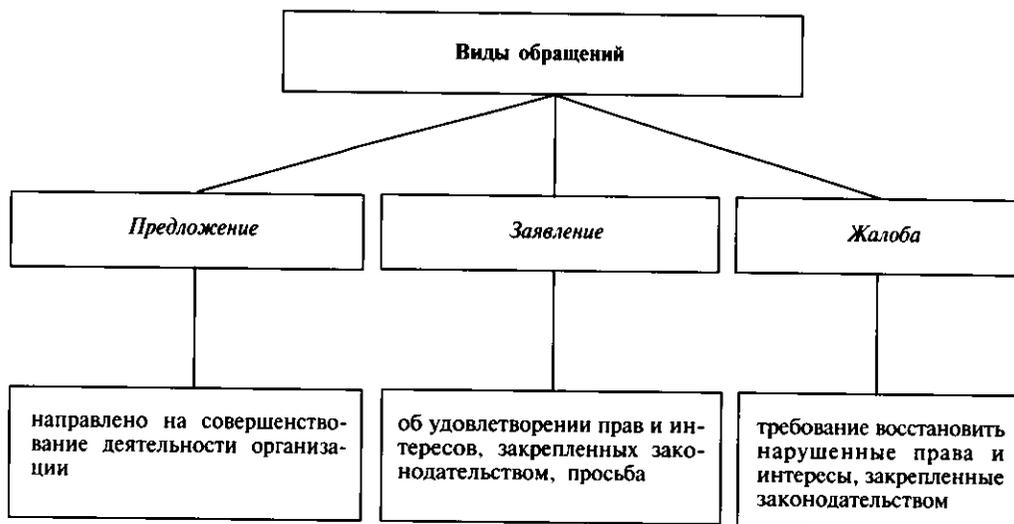 Виды обращений
Предложение
Заявление
Жалоба
направлено на совершенство-
вание деятельности организа-
ции
об удовлетворении прав и ин-
тересов, закрепленных зако-
нодательством, просьба
требование восстановить
нарушенные права и
интересы, закрепленные
законодательством